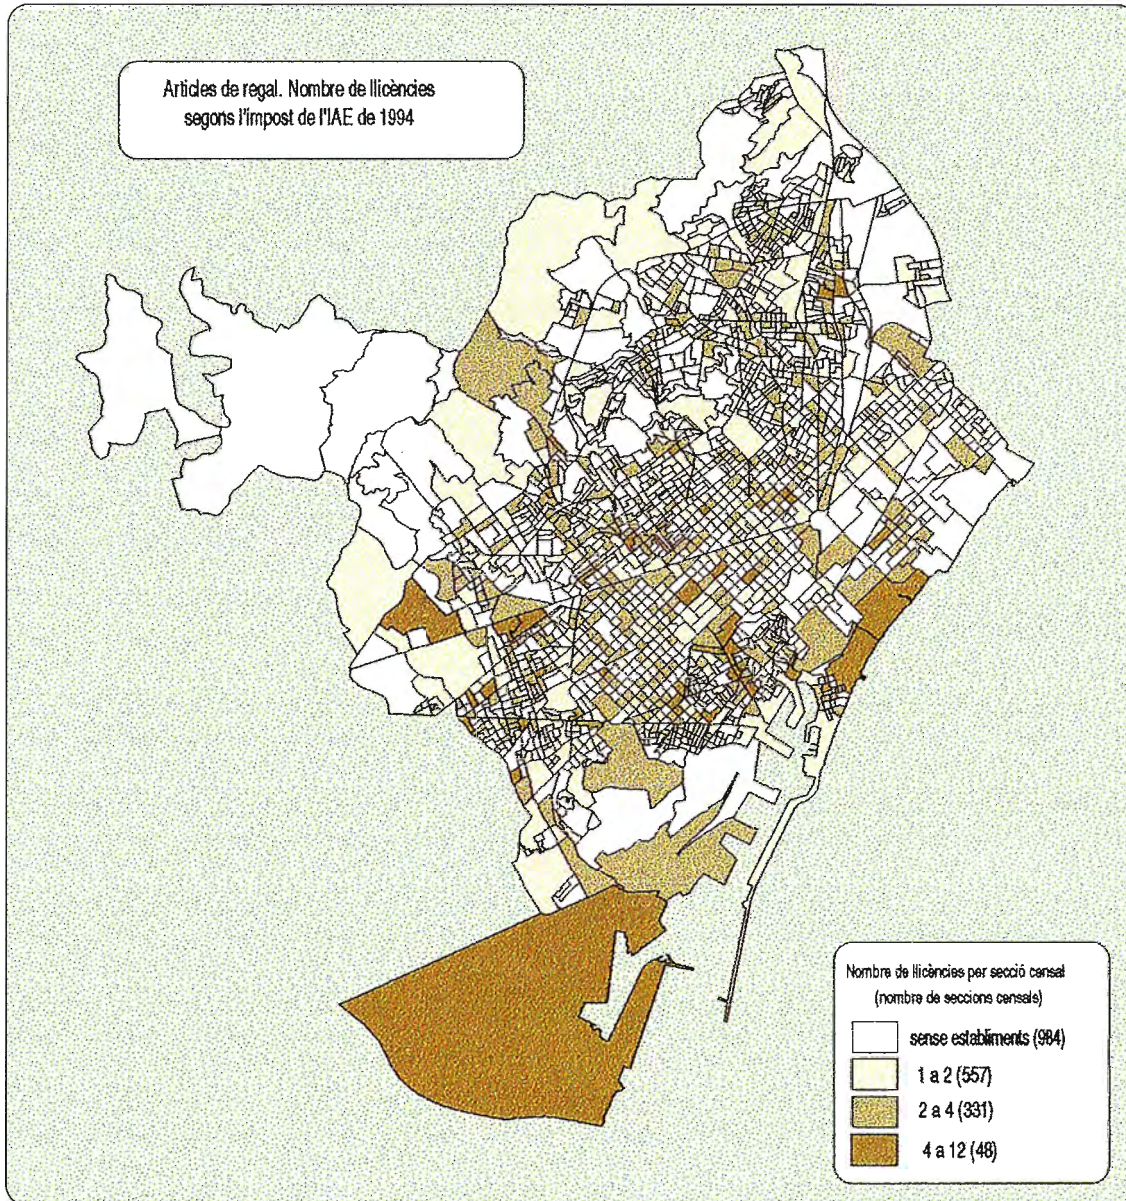 Articles de regal. Nombre de llicències
segons l'impost de l'IAE de 1994
Nombre de llicències per secció censal
(nombre de seccions censals)
sense establiments (984)
1 a 2 (557)
2 a 4 (331)
4 a 12 (48)